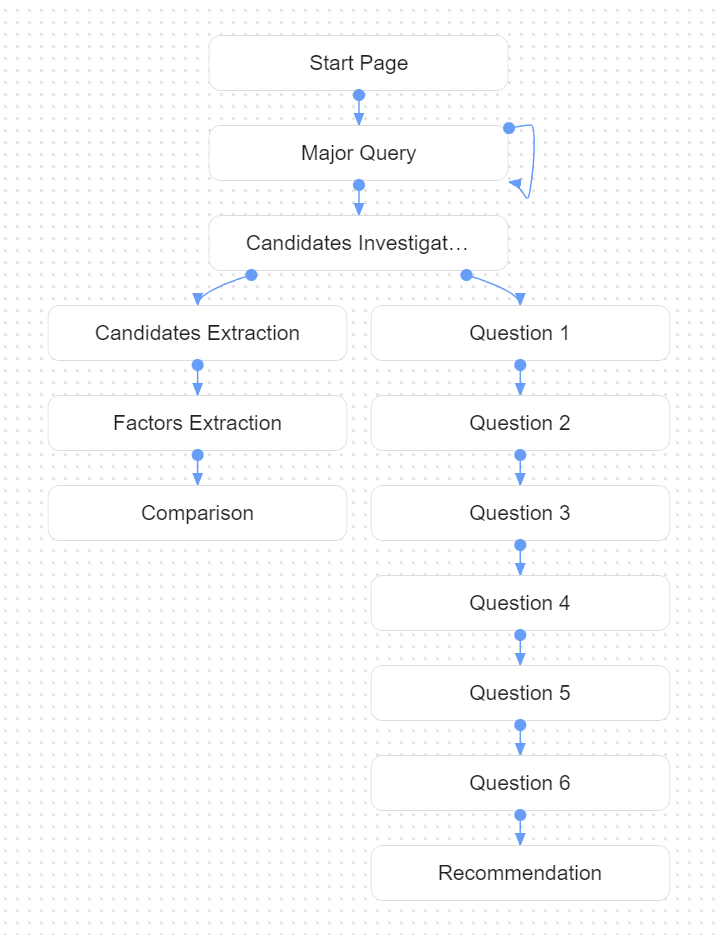 Start Page
Major Query
Candidates Investigat…
Candidates Extraction
Factors Extraction
Comparison
Question 1
Question 2
Question 3
Question 4
Question 5
Question 6
Recommendation